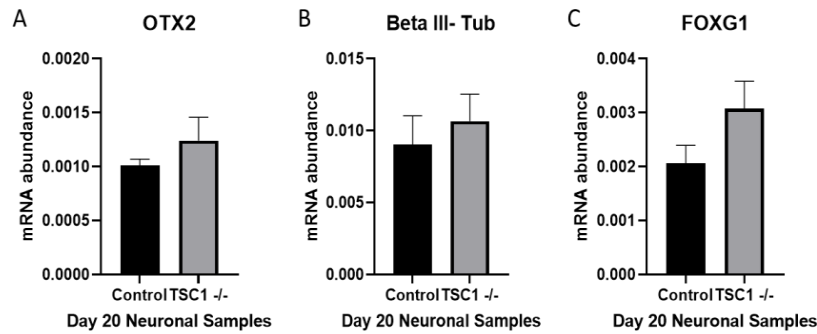 A
OTX2
mRNA abundance
0.0020
0.0015
0.0010
0.0005
0.0000
Control TSC1 -/-
Day 20 Neuronal Samples
B
Beta III- Tub
mRNA abundance
0.015
0.010
0.005
0.000
Control TSC1 -/-
Day 20 Neuronal Samples
C
FOXG1
mRNA abundance
0.004
0.003
0.002
0.001
0.000
Control TSC1 -/-
Day 20 Neuronal Samples